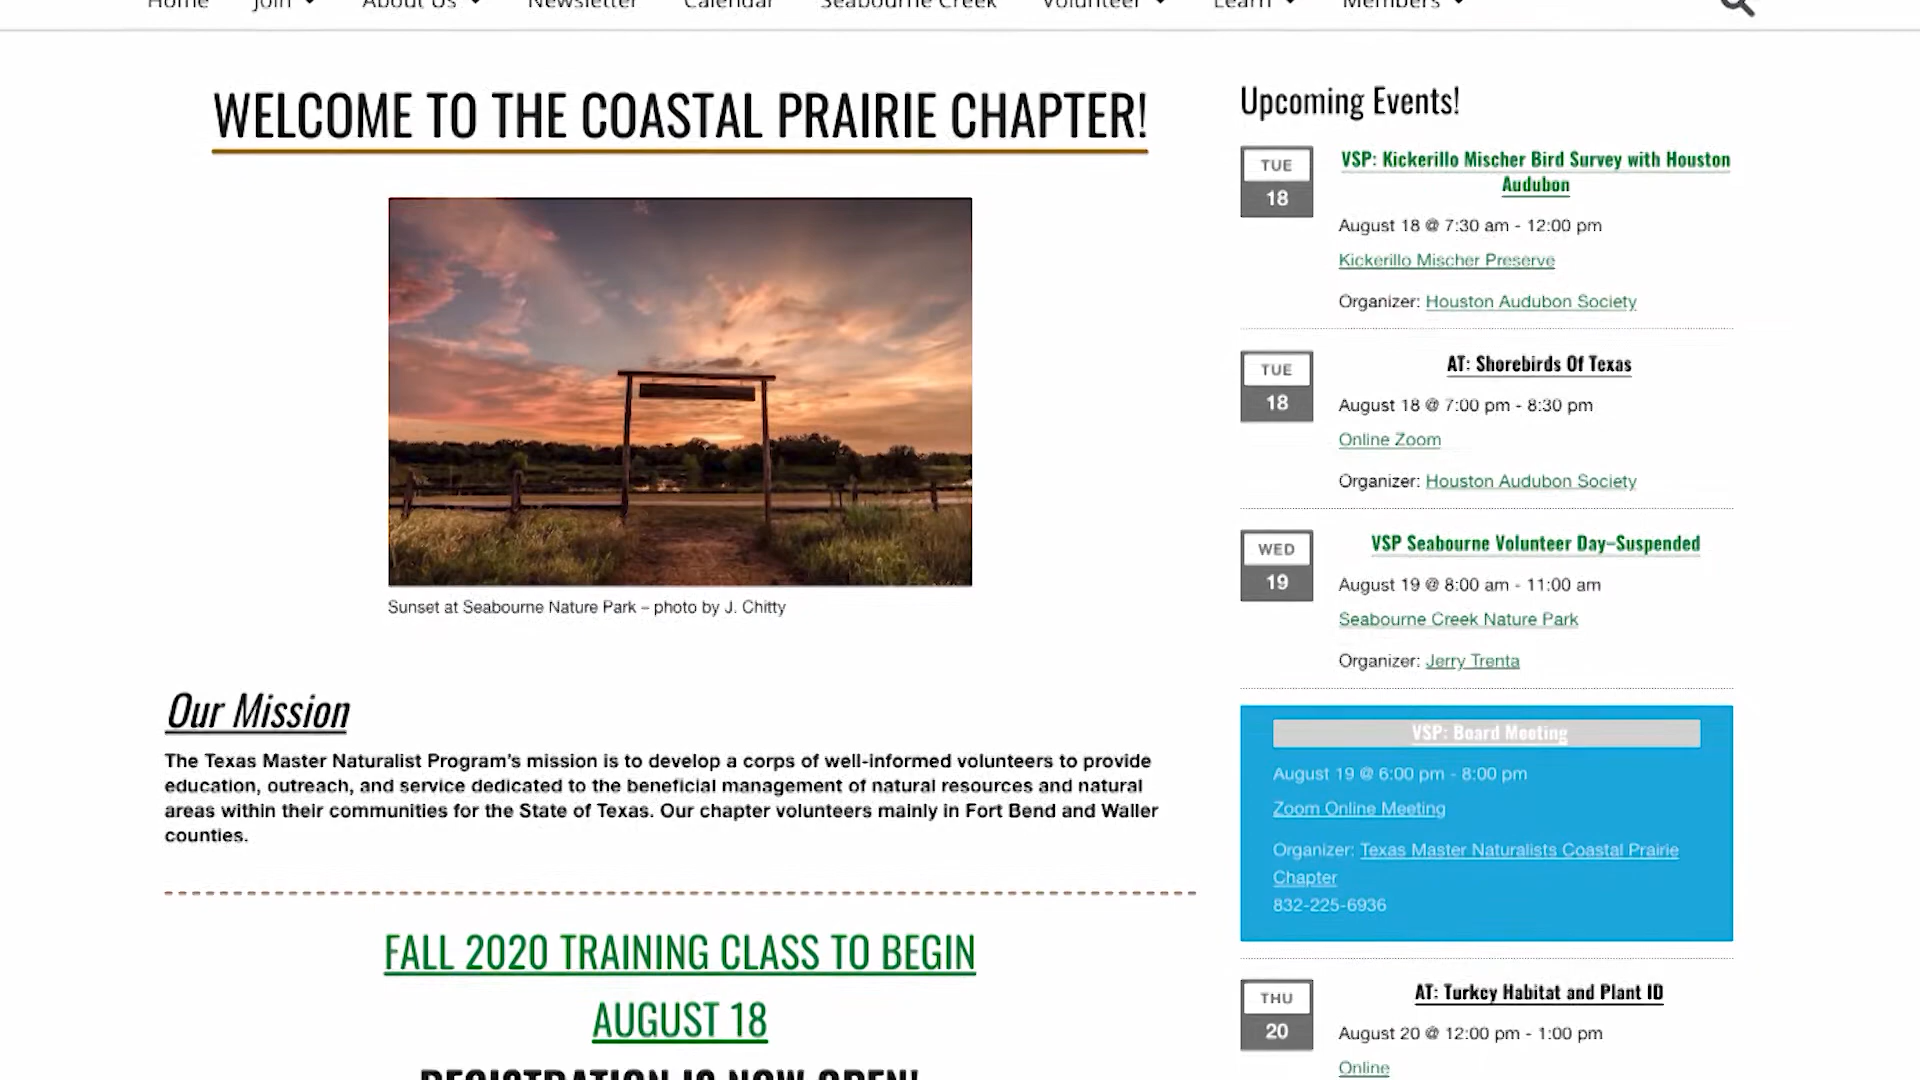 Home Join About Us Newsletter Calendar Seabourne Creek Volunteer Learn Members
WELCOME TO THE COASTAL PRAIRIE CHAPTER!
Sunset at Seabourne Nature Park – photo by J. Chitty
Our Mission
The Texas Master Naturalist Program's mission is to develop a corps of well-informed volunteers to provide
education, outreach, and service dedicated to the beneficial management of natural resources and natural
areas within their communities for the State of Texas. Our chapter volunteers mainly in Fort Bend and Waller
counties.
FALL 2020 TRAINING CLASS TO BEGIN
AUGUST 18
REGISTRATION IS NOW OPEN!
Upcoming Events!
TUE
18
VSP: Kickerillo Mischer Bird Survey with Houston
Audubon
August 18 @ 7:30 am - 12:00 pm
Kickerillo Mischer Preserve
Organizer: Houston Audubon Society
TUE
18
AT: Shorebirds Of Texas
August 18 @ 7:00 pm - 8:30 pm
Online Zoom
Organizer: Houston Audubon Society
WED
19
VSP Seabourne Volunteer Day–Suspended
August 19 @ 8:00 am - 11:00 am
Seabourne Creek Nature Park
Organizer: Jerry Trenta
VSP: Board Meeting
August 19 @ 6:00 pm - 8:00 pm
Zoom Online Meeting
Organizer: Texas Master Naturalists Coastal Prairie
Chapter
832-225-6936
THU
20
AT: Turkey Habitat and Plant ID
August 20 @ 12:00 pm - 1:00 pm
Online